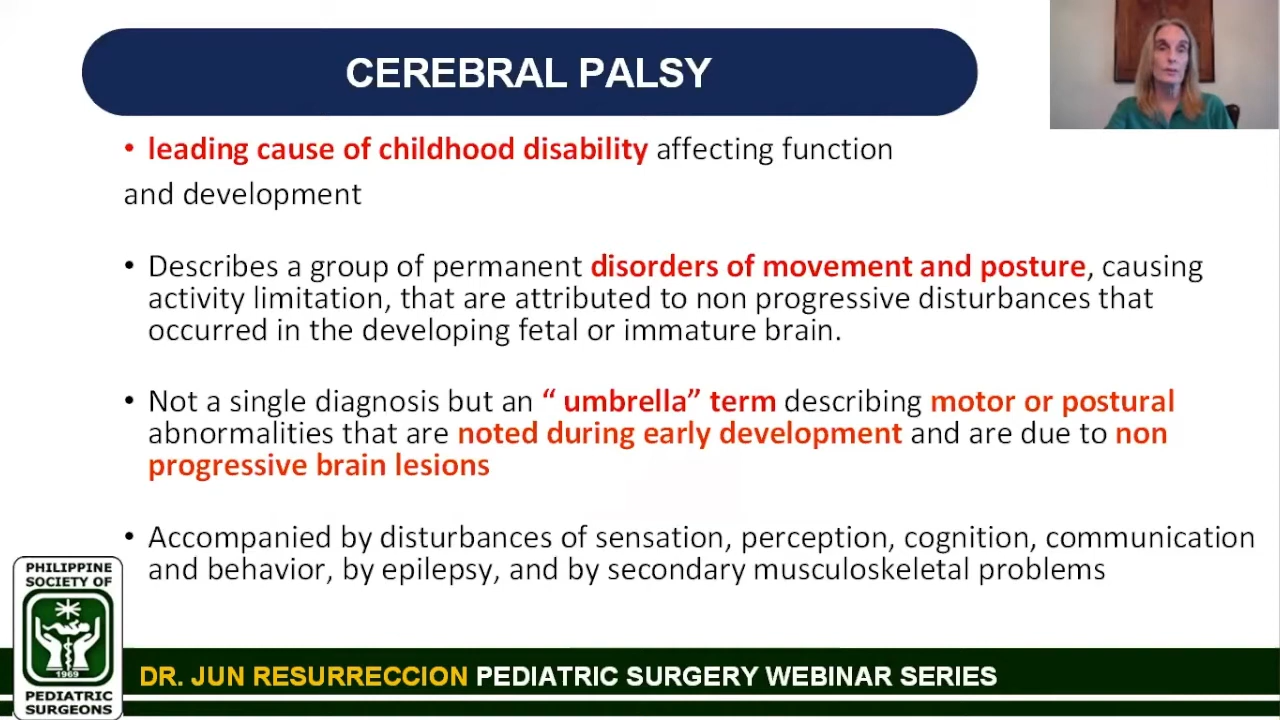 CEREBRAL PALSY
• leading cause of childhood disability affecting function
and development
• Describes a group of permanent disorders of movement and posture, causing
activity limitation, that are attributed to non progressive disturbances that
occurred in the developing fetal or immature brain.
• Not a single diagnosis but an “ umbrella” term describing motor or postural
abnormalities that are noted during early development and are due to non
progressive brain lesions
• Accompanied by disturbances of sensation, perception, cognition, communication
and behavior, by epilepsy, and by secondary musculoskeletal problems
PHILIPPINE
SOCIETY OF
1969
PEDIATRIC
SURGEONS
DR. JUN RESURRECCION PEDIATRIC SURGERY WEBINAR SERIES